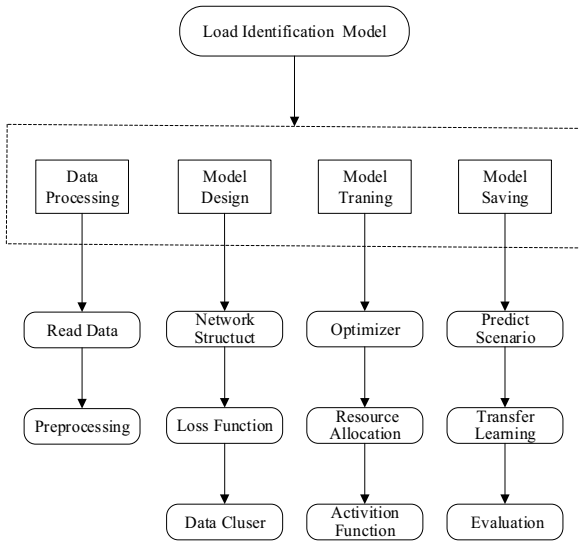 Load Identification Model
Data
Processing
Model
Design
Model
Traning
Model
Saving
Read Data
Network
Structuct
Optimizer
Predict
Scenario
Preprocessing
Loss Function
Resource
Allocation
Transfer
Learning
Data Cluser
Activition
Function
Evaluation